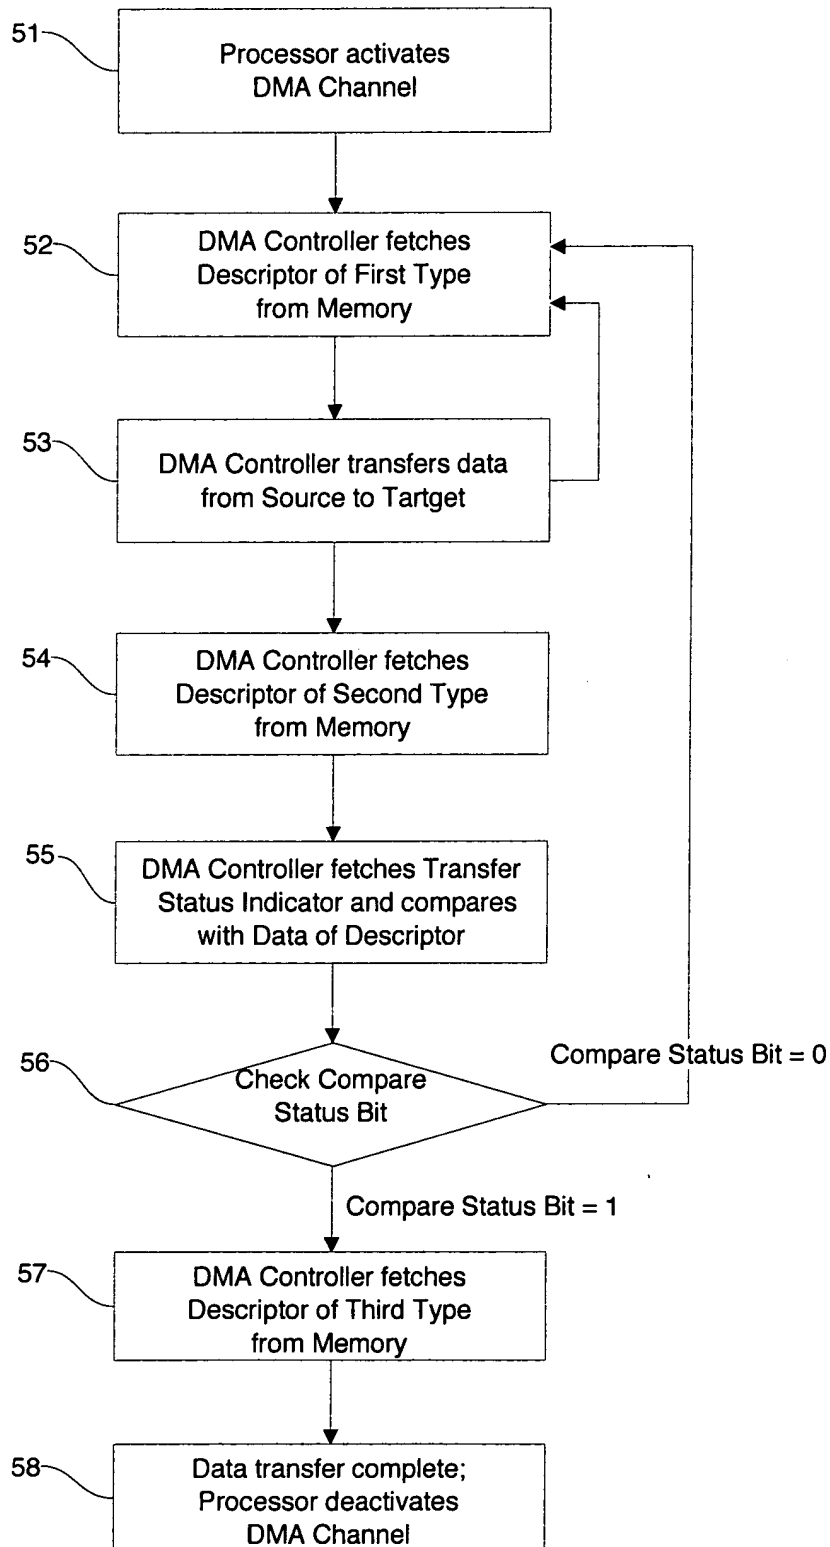 51
Processor activates
DMA Channel
52
DMA Controller fetches
Descriptor of First Type
from Memory
53
DMA Controller transfers data
from Source to Tartget
54
DMA Controller fetches
Descriptor of Second Type
from Memory
55
DMA Controller fetches Transfer
Status Indicator and compares
with Data of Descriptor
56
Check Compare
Status Bit
Compare Status Bit = 0
Compare Status Bit = 1
57
DMA Controller fetches
Descriptor of Third Type
from Memory
58
Data transfer complete;
Processor deactivates
DMA Channel